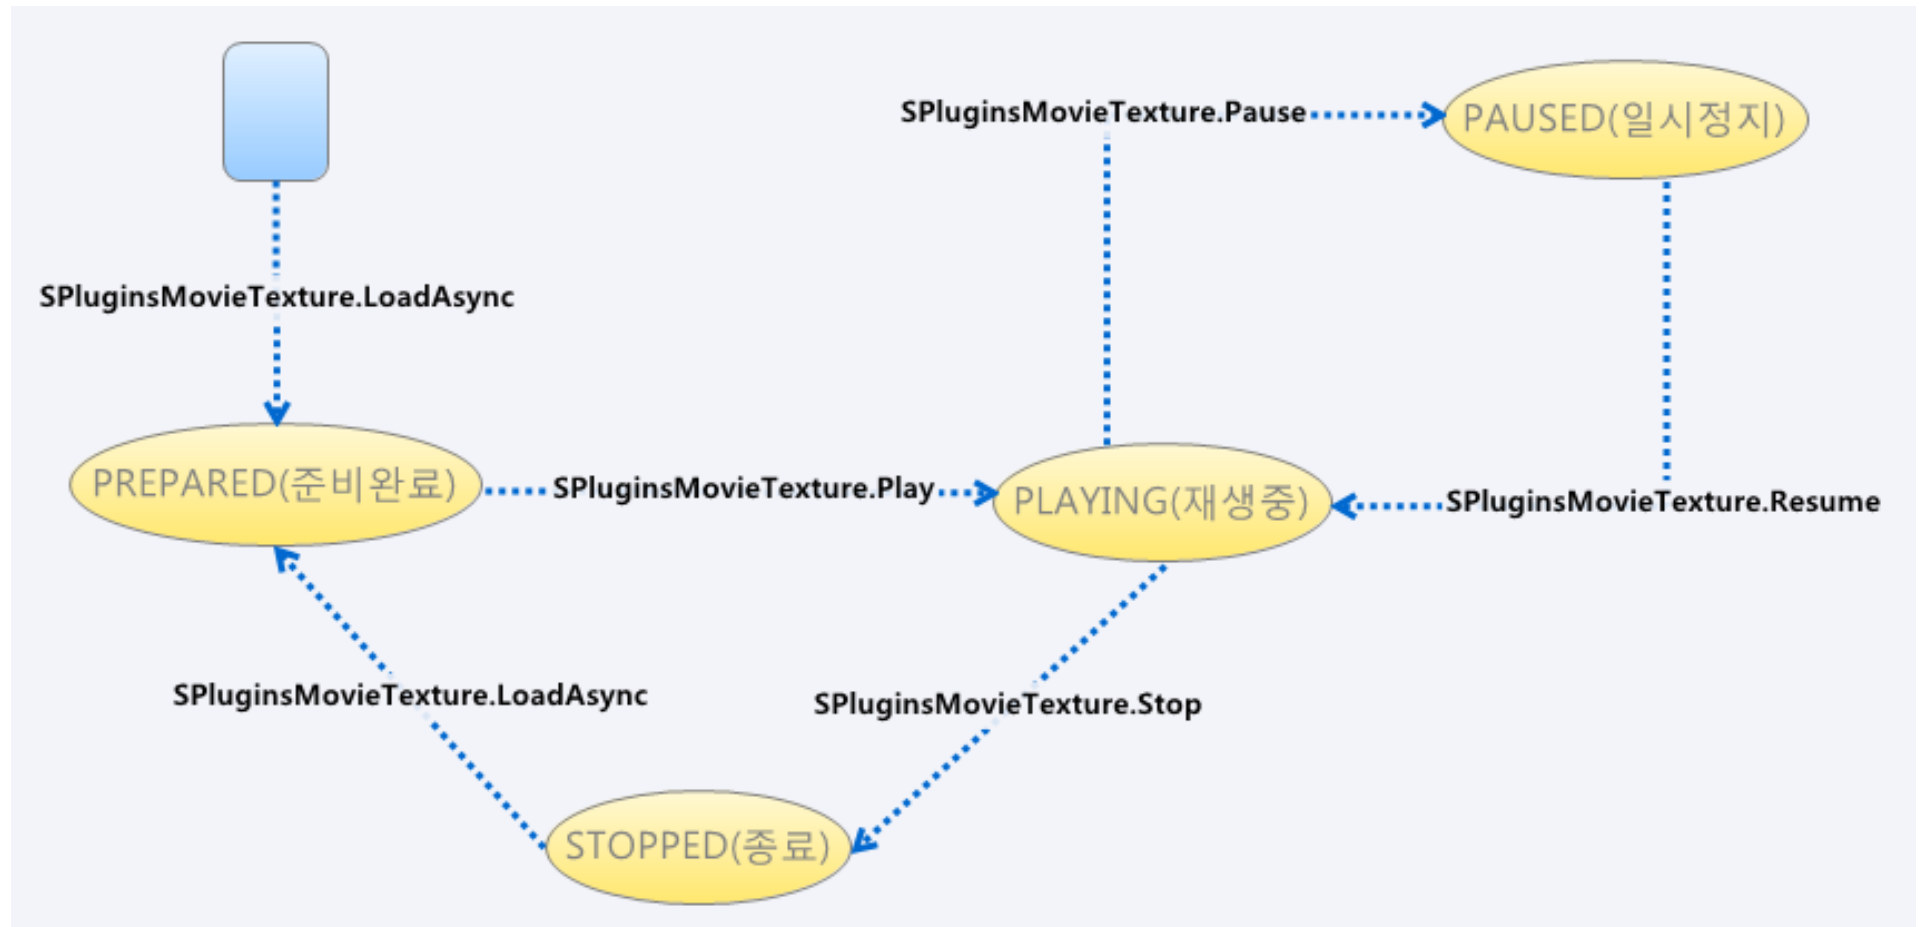 SPluginsMovieTexture.Pause
PAUSED(일시정지)
SPluginsMovieTexture.LoadAsync
PREPARED(준비완료)
SPluginsMovieTexture.Play
PLAYING(재생중)
SPluginsMovieTexture.Resume
SPluginsMovieTexture.LoadAsync
SPluginsMovieTexture.Stop
STOPPED(종료)